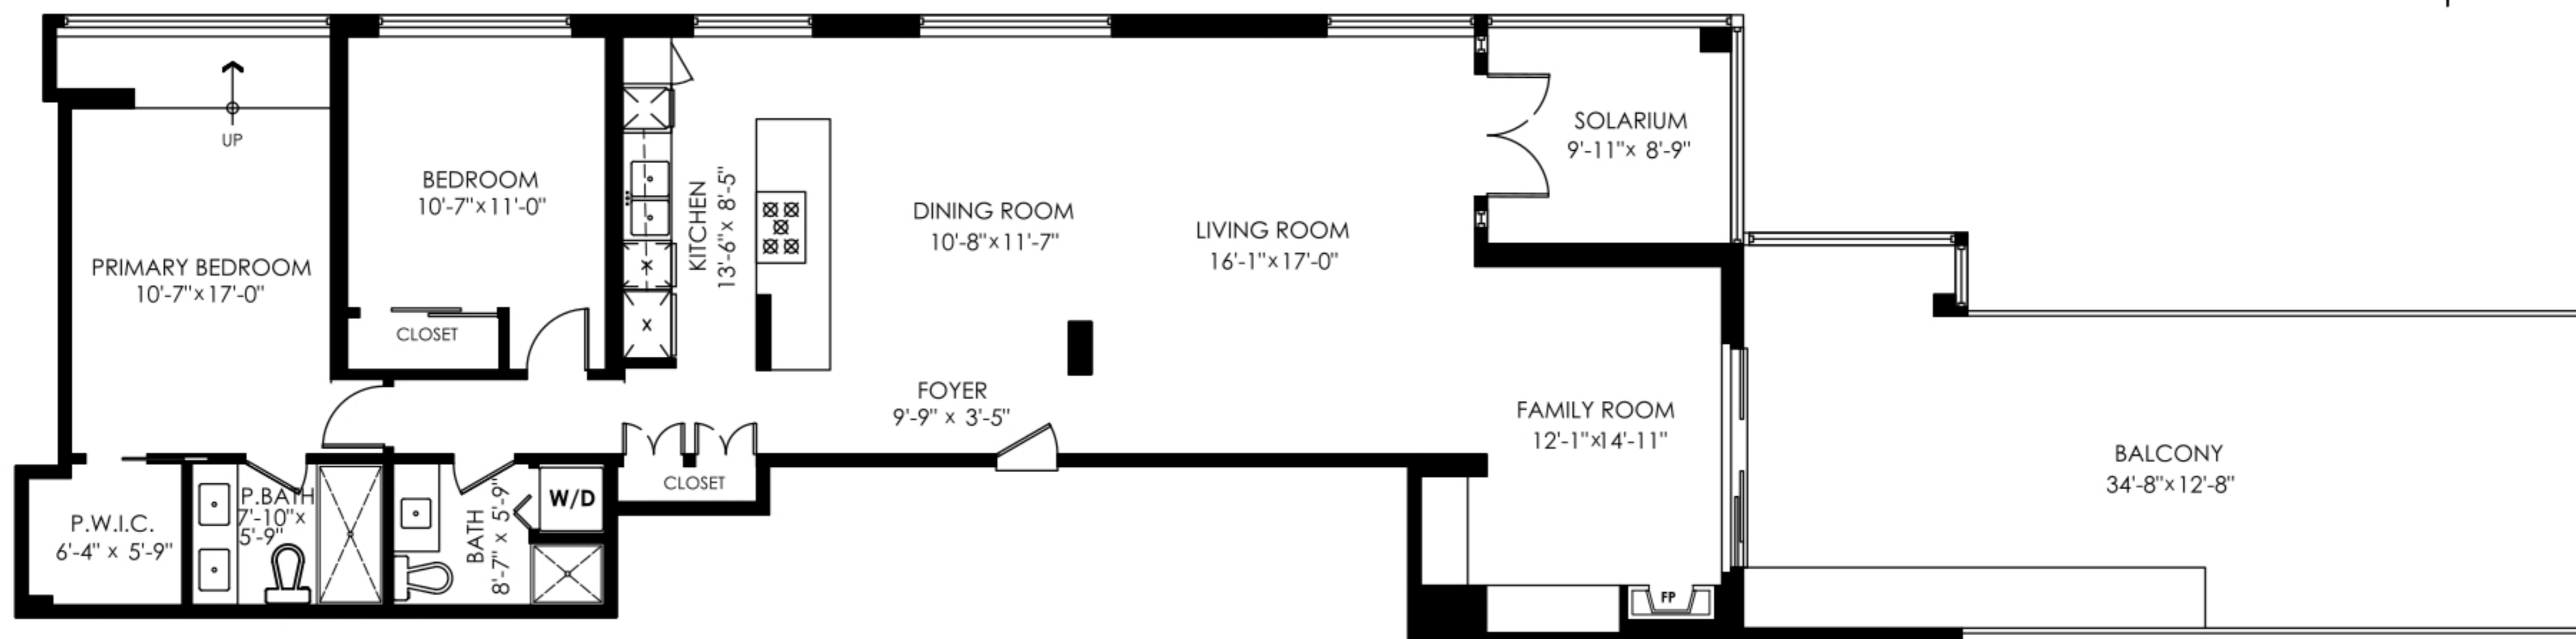 UP
PRIMARY BEDROOM
10'-7"x17'-0"
BEDROOM
10'-7"x11'-0"
CLOSET
KITCHEN
13'-6"x 8'-5"
DINING ROOM
10'-8"x11'-7"
LIVING ROOM
16'-1"x17'-0"
SOLARIUM
9'-11"x 8'-9"
FOYER
9'-9" x 3'-5"
FAMILY ROOM
12'-1"x14'-11"
BALCONY
34'-8"x12'-8"
P.W.I.C.
6'-4" x 5'-9"
P.BATH
7'-10"x
5'-9"
BATH
8'-7" x 5'-9"
W/D
CLOSET
FP